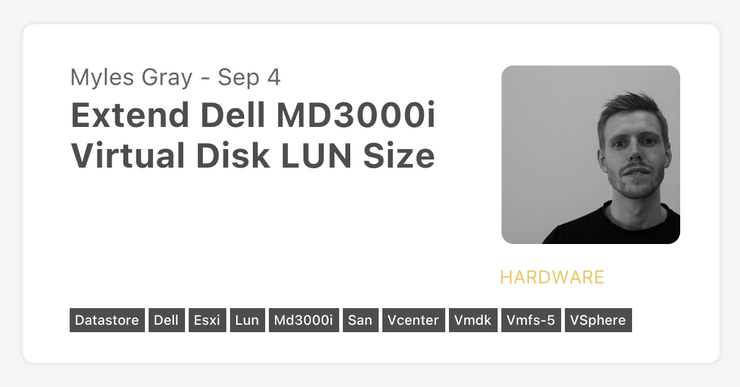 Myles Gray - Sep 4
Extend Dell MD3000i
Virtual Disk LUN Size
HARDWARE
Datastore Dell Esxi Lun Md3000i San Vcenter Vmdk Vmfs-5 VSphere